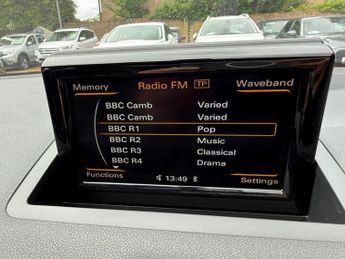 Memory Radio FM TP Waveband
BBC Camb Varied
BBC Camb Varied
BBC R1 Pop
BBC R2 Music
BBC R3 Classical
BBC R4 Drama
Functions 13:49 Settings